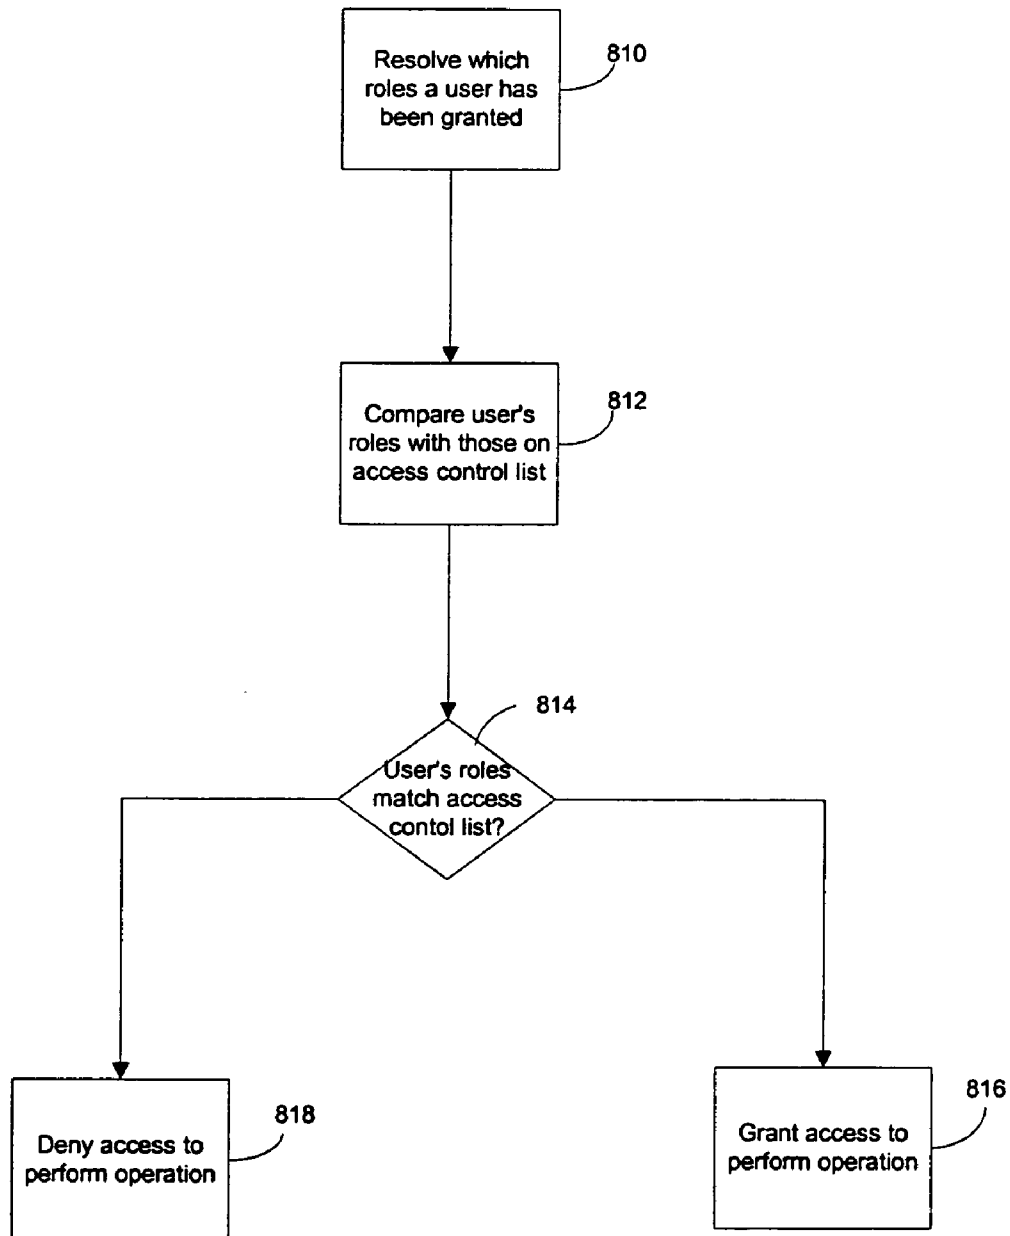 Resolve which
roles a user has
been granted
810
Compare user's
roles with those on
access control list
812
814
User's roles
match access
contol list?
818
Deny access to
perform operation
816
Grant access to
perform operation